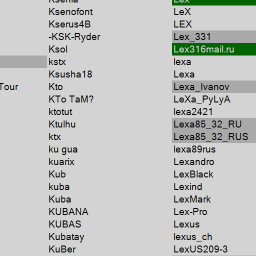 Ksenia LeX
Ksenofont LeX
Kserus4B LEX
-KSK-Ryder Lex_331
Ksol Lex316mail.ru
kstx lexa
Ksusha18 Lexa
Tour Kto Lexa_Ivanov
KTo TaM? LeXa_PyLyA
ktotut lexa2421
Ktulhu Lexa85_32_RU
ktx Lexa85_32_RUS
ku gua lexa89rus
kuarix Lexandro
Kub LexBlack
kuba Lexind
Kuba LexMark
KUBANA Lex-Pro
KUBAS Lexus
Kubatay lexus_ch
KuBer LexUS209-3